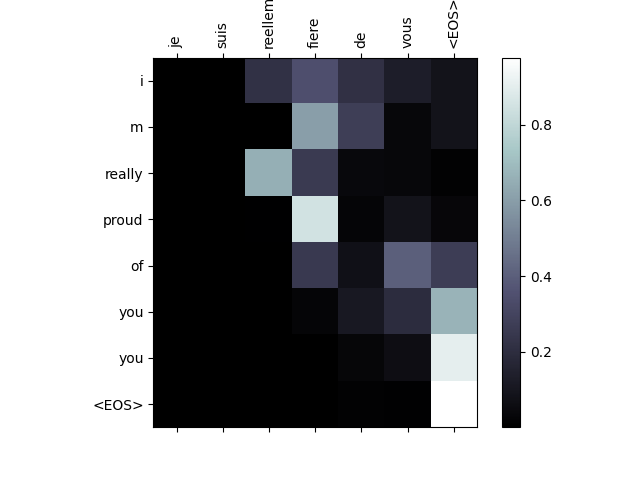 je suis reellem fiere de vous <EOS>
i
m
really
proud
of
you
you
<EOS>
0.8
0.6
0.4
0.2